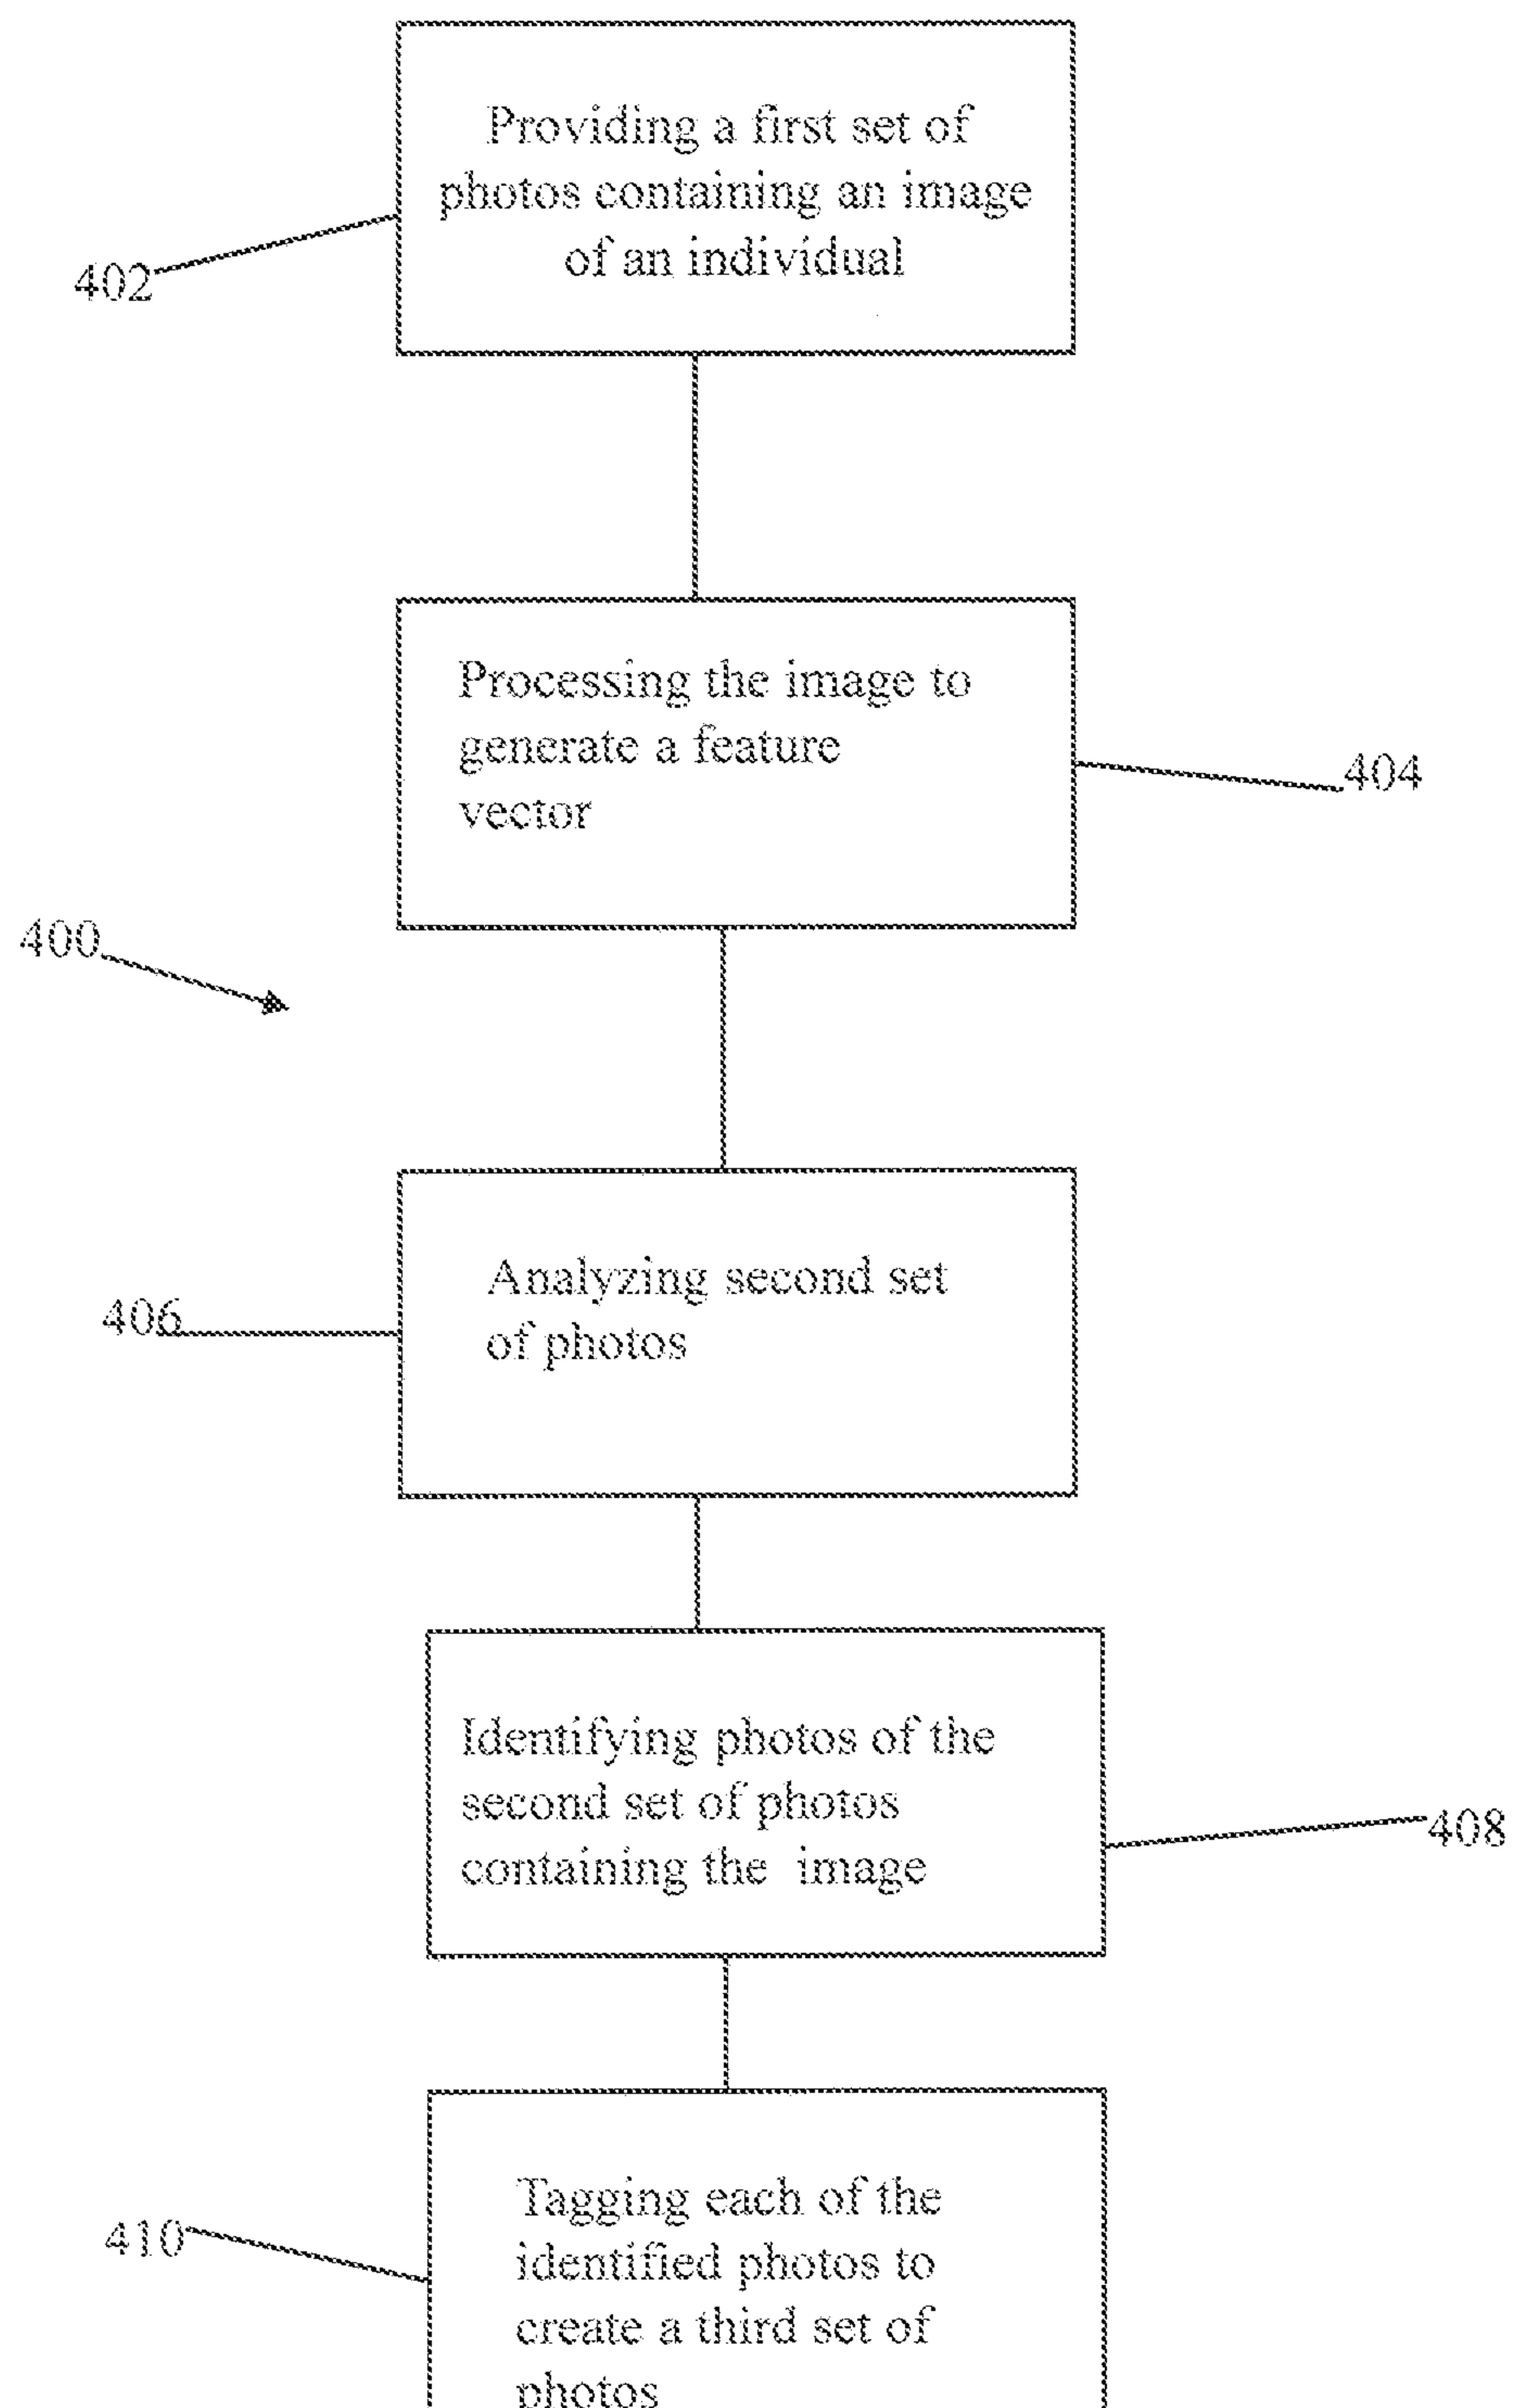 Providing a first set of
photos containing an image
of an individual
402
Processing the image to
generate a feature
vector
404
400
Analyzing second set
of photos
406
Identifying photos of the
second set of photos
containing the image
408
Tagging each of the
identified photos to
create a third set of
photos
410